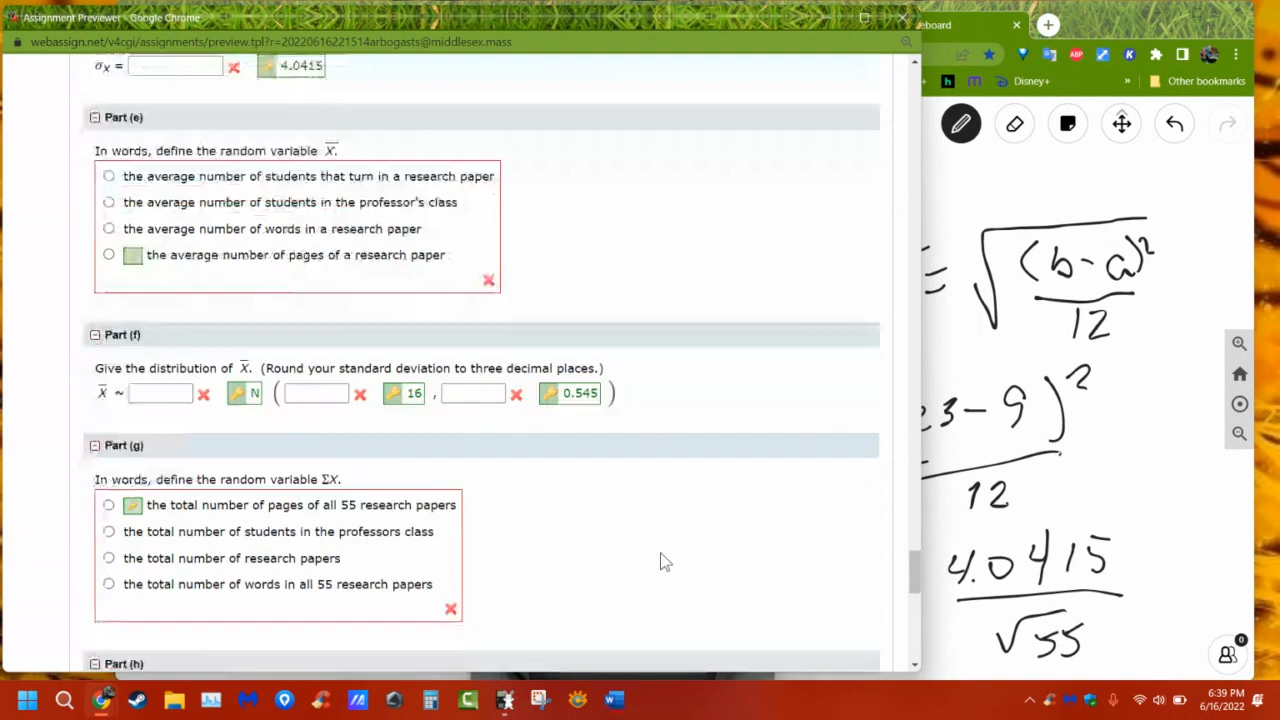 Assignment Previewer - Google Chrome
eboard
webassign.net/v4cgi/assignments/preview.tpl?r=20220616221514arbogasts@middlesex.mass
ABP
K
h
m
Disney+
»
Other bookmarks
σX = 4.0415
Part (e)
In words, define the random variable X̅.
the average number of students that turn in a research paper
the average number of students in the professor's class
the average number of words in a research paper
the average number of pages of a research paper
Part (f)
Give the distribution of X̅. (Round your standard deviation to three decimal places.)
X̅ ~ N ( 16 , 0.545 )
Part (g)
In words, define the random variable ΣX.
the total number of pages of all 55 research papers
the total number of students in the professors class
the total number of research papers
the total number of words in all 55 research papers
Part (h)
= √(b-a)²
12
3-9)²
12
4.0415
√55
0
6:39 PM
6/16/2022